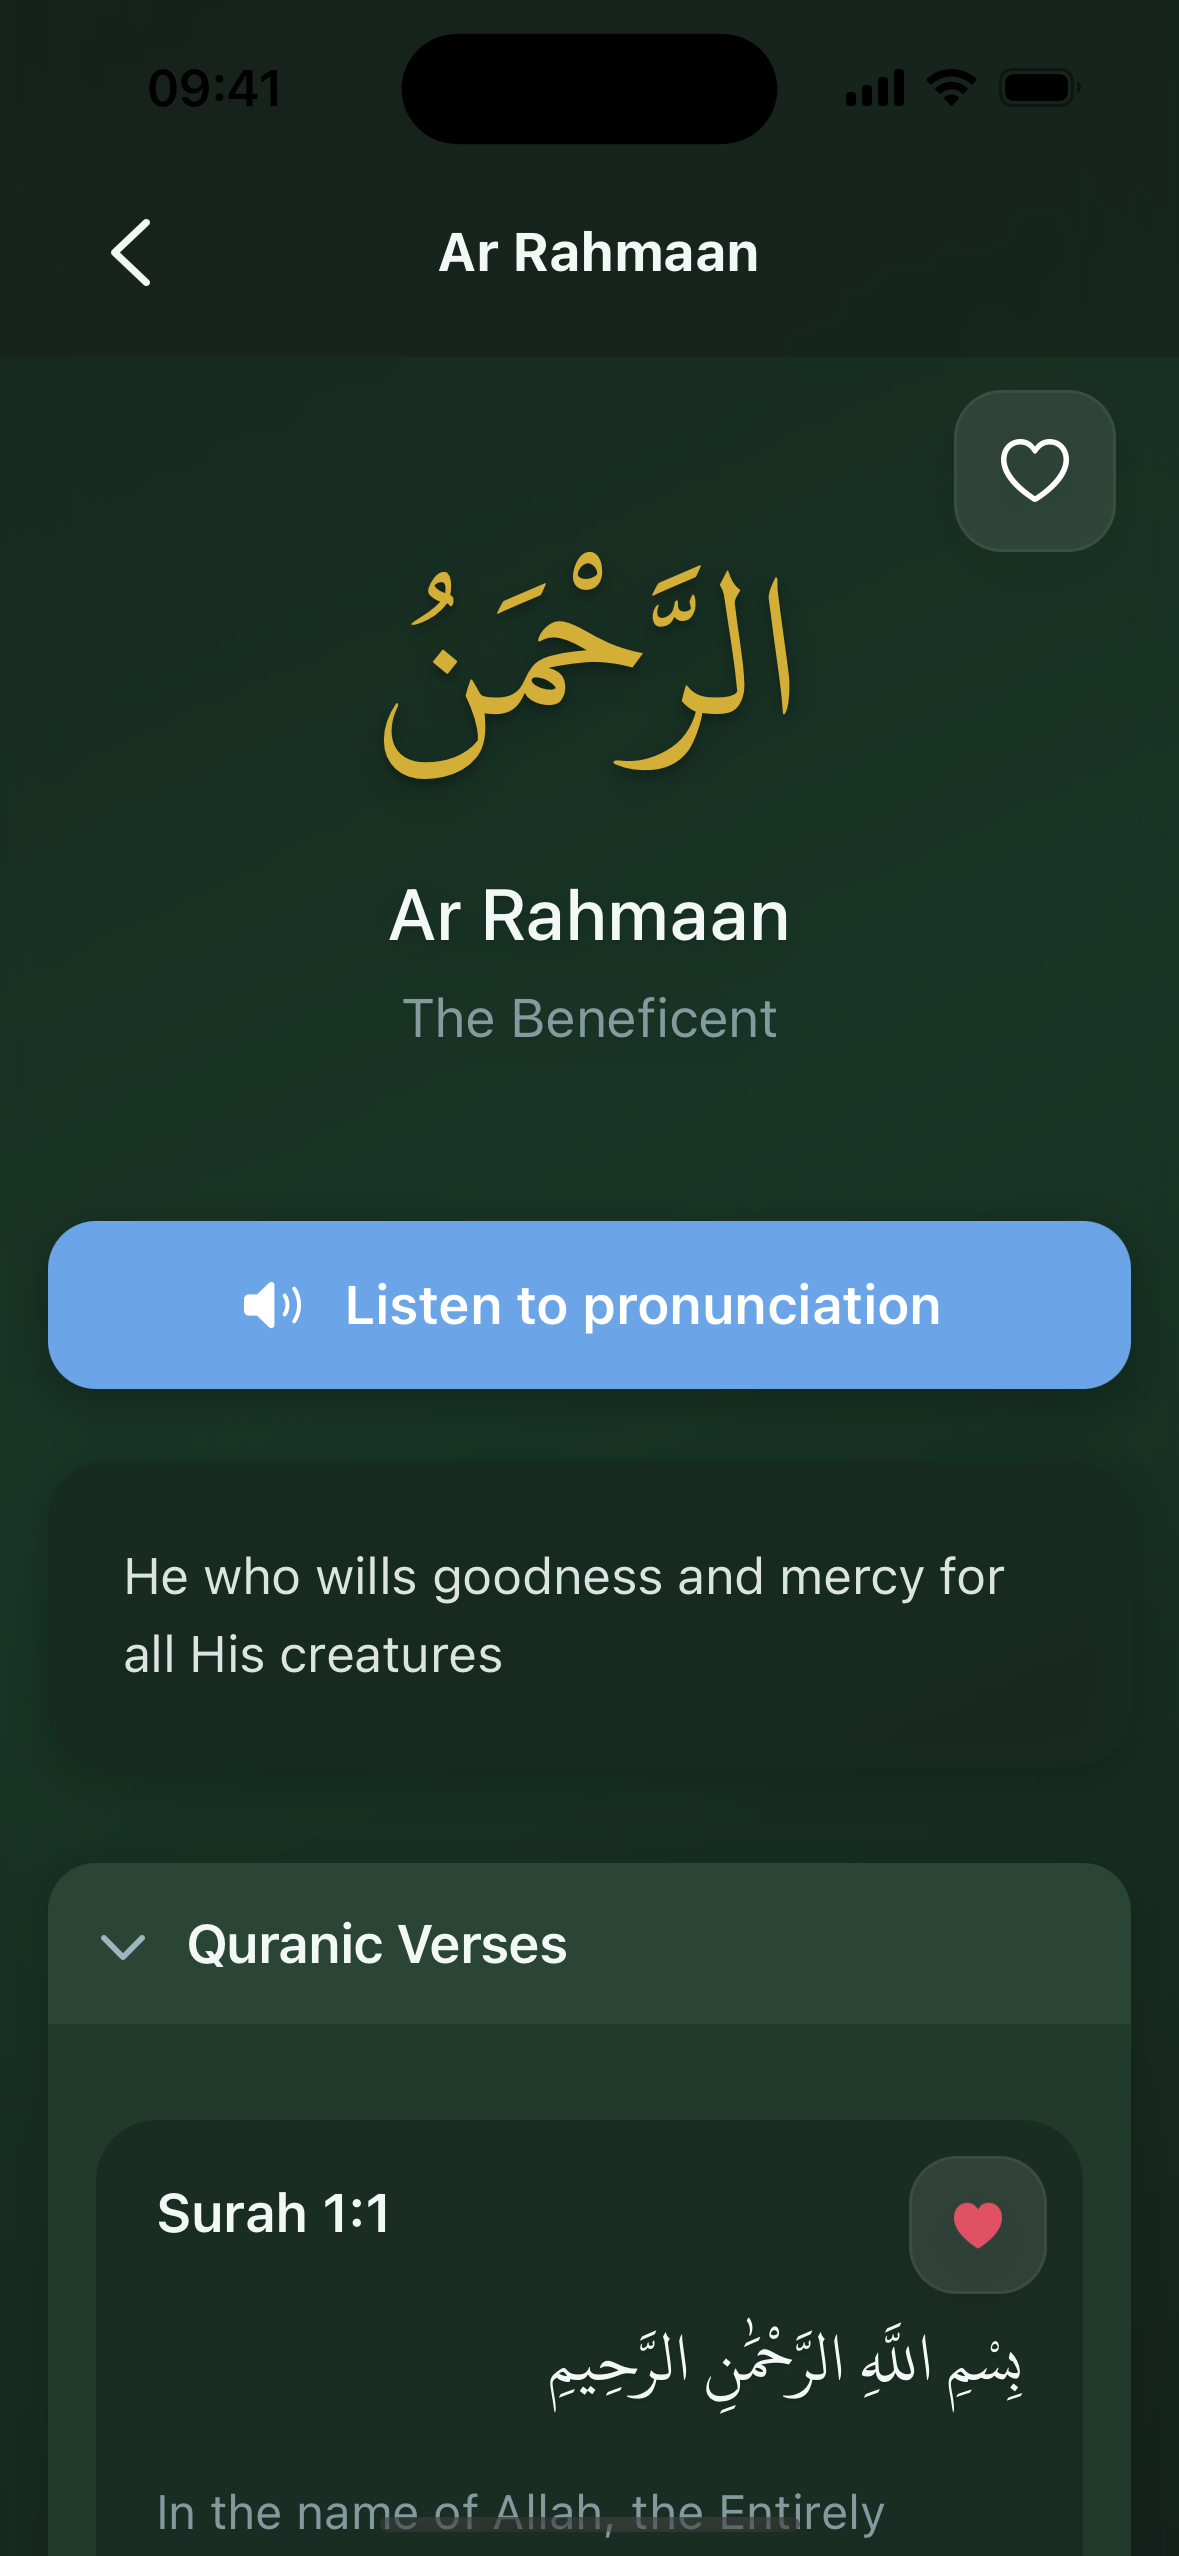 09:41
Ar Rahmaan
الرَّحْمَنُ
Ar Rahmaan
The Beneficent
Listen to pronunciation
He who wills goodness and mercy for
all His creatures
Quranic Verses
Surah 1:1
بِسْمِ اللَّهِ الرَّحْمَٰنِ الرَّحِيمِ
In the name of Allah, the Entirely